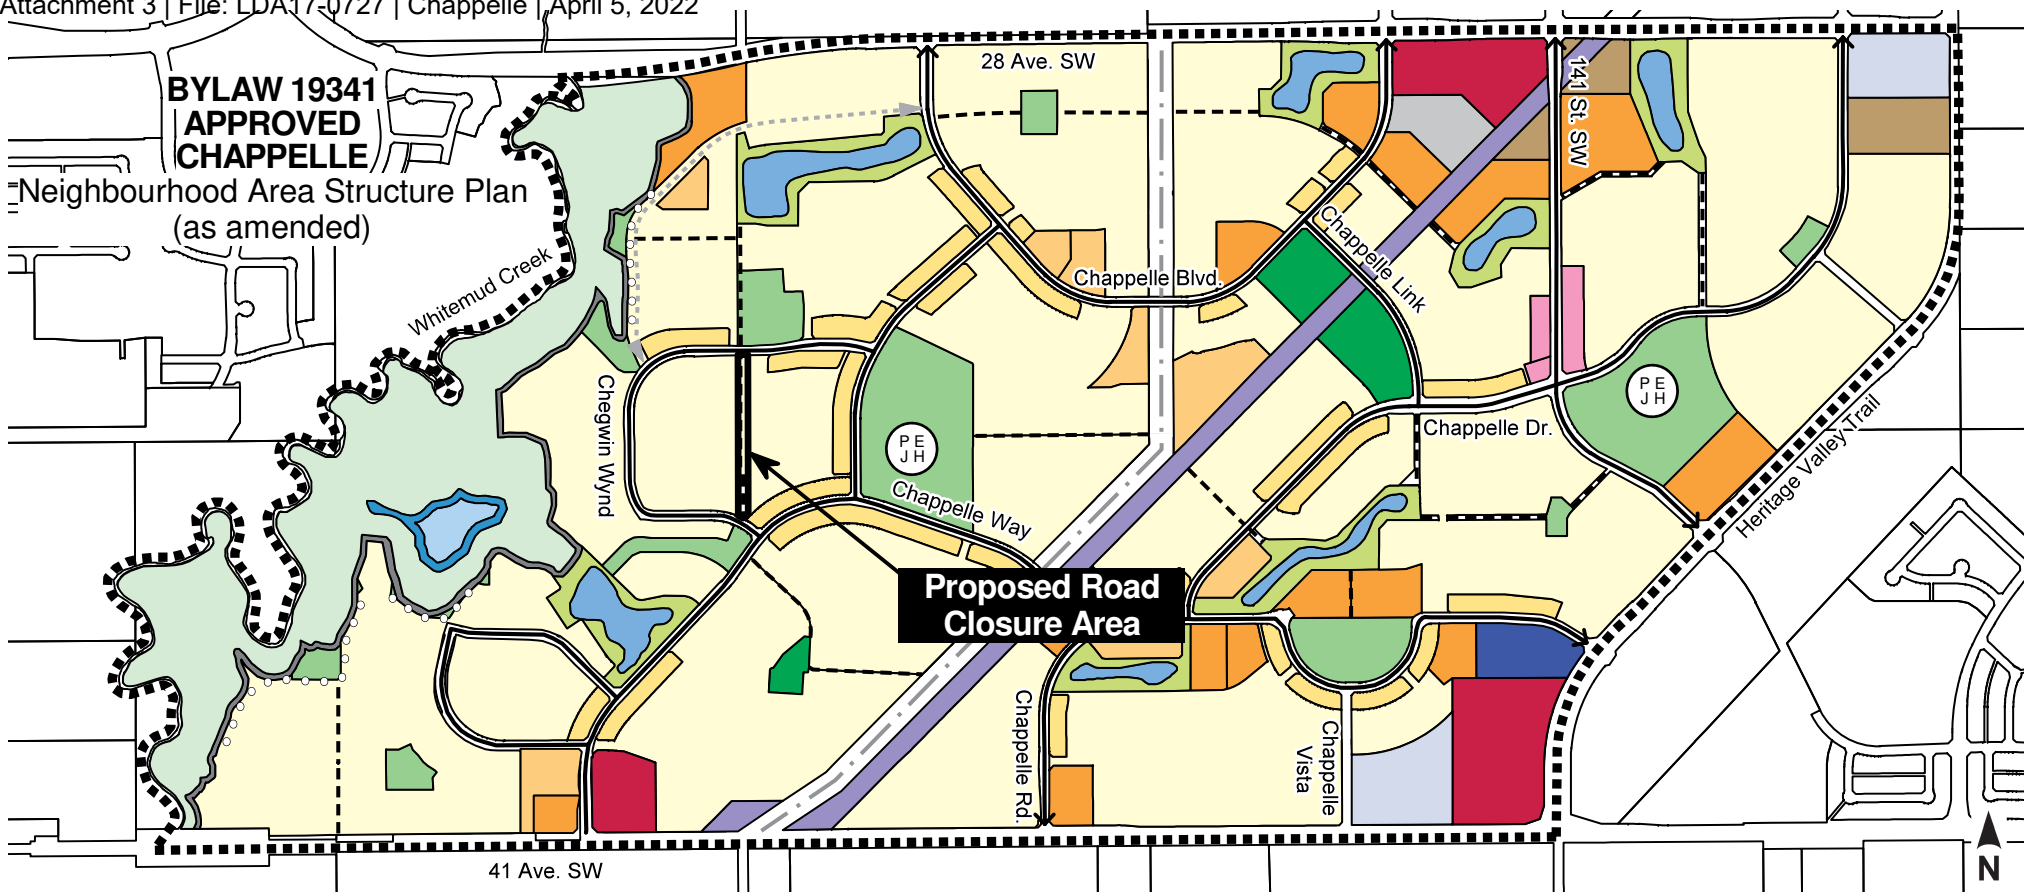 Attachment 3 | File: LDA17-0727 | Chappelle | April 5, 2022
BYLAW 19341
APPROVED
CHAPPELLE
Neighbourhood Area Structure Plan
(as amended)
28 Ave. SW
141 St. SW
Whitemud Creek
Chappelle Blvd.
Chappelle Link
Chegwin Wynd
P E
J H
P E
J H
Chappelle Dr.
Chappelle Way
Heritage Valley Trail
Proposed Road
Closure Area
Chappelle Rd.
Chappelle
Vista
41 Ave. SW
N